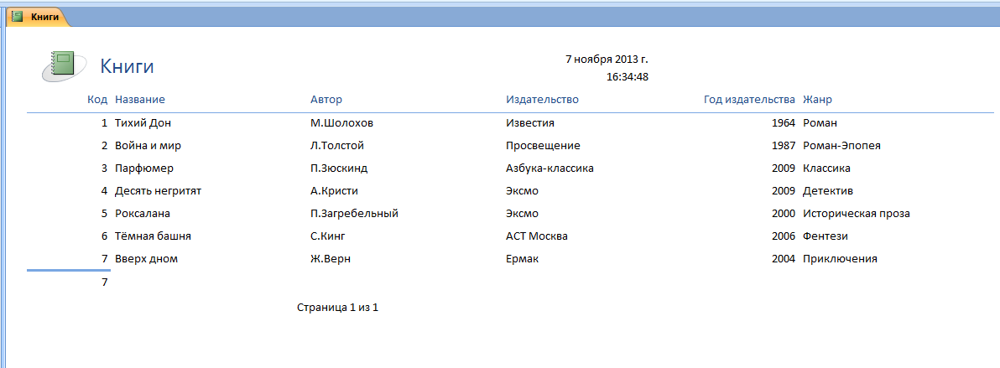 Книги
Книги
7 ноября 2013 г.
16:34:48
Код Название Автор Издательство Год издательства Жанр
1 Тихий Дон М.Шолохов Известия 1964 Роман
2 Война и мир Л.Толстой Просвещение 1987 Роман-Эпопея
3 Парфюмер П.Зюскинд Азбука-классика 2009 Классика
4 Десять негритят А.Кристи Эксмо 2009 Детектив
5 Роксалана П.Загребельный Эксмо 2000 Историческая проза
6 Тёмная башня С.Кинг АСТ Москва 2006 Фентези
7 Вверх дном Ж.Верн Ермак 2004 Приключения
7
Страница 1 из 1